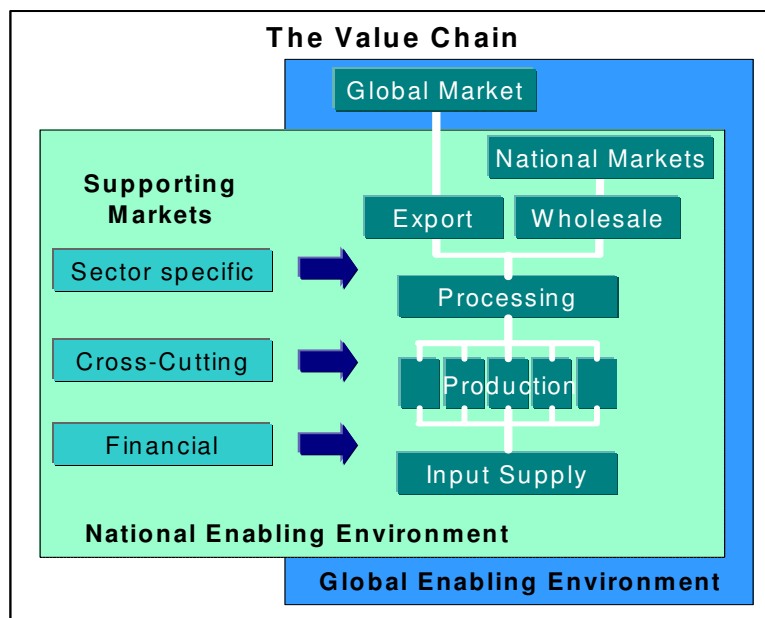 The Value Chain
Global Market
National Markets
Supporting
Markets
Export
Wholesale
Sector specific
Processing
Cross-Cutting
Production
Financial
Input Supply
National Enabling Environment
Global Enabling Environment